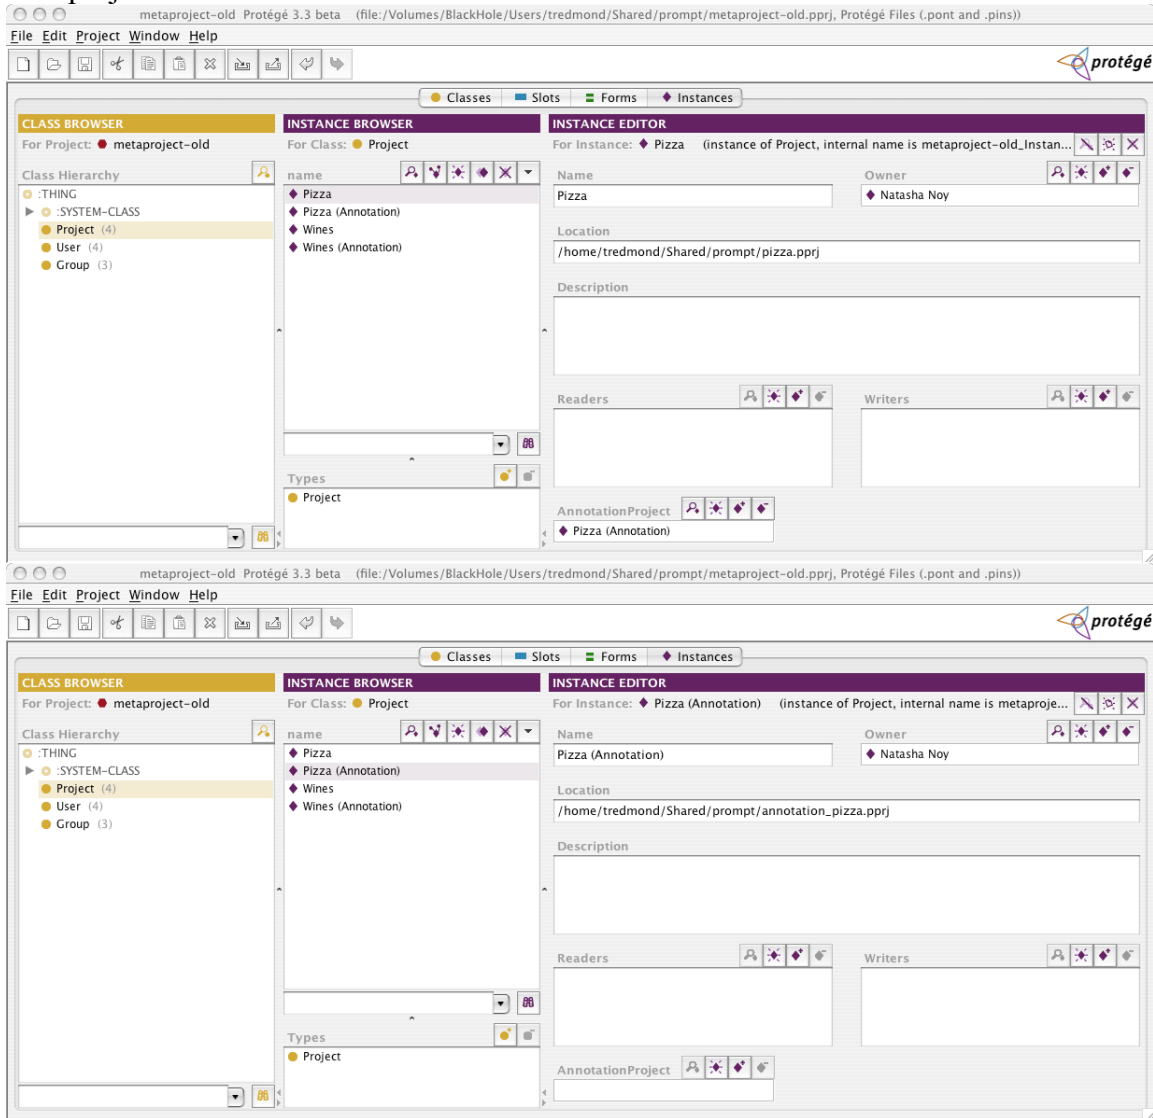 metaproject-old Protégé 3.3 beta (file:/Volumes/BlackHole/Users/tredmond/Shared/prompt/metaproject-old.pprj, Protégé Files (.pont and .pins))
File Edit Project Window Help
protégé
Classes Slots Forms Instances
CLASS BROWSER INSTANCE BROWSER INSTANCE EDITOR
For Project: metaproject-old For Class: Project For Instance: Pizza (instance of Project, internal name is metaproject-old_Instan...
Class Hierarchy name Name Owner
:THING Pizza Pizza Natasha Noy
:SYSTEM-CLASS Pizza (Annotation)
Project (4) Wines Location
User (4) Wines (Annotation) /home/tredmond/Shared/prompt/pizza.pprj
Group (3)
Description
Readers Writers
Types
Project
AnnotationProject
Pizza (Annotation)
metaproject-old Protégé 3.3 beta (file:/Volumes/BlackHole/Users/tredmond/Shared/prompt/metaproject-old.pprj, Protégé Files (.pont and .pins))
File Edit Project Window Help
protégé
Classes Slots Forms Instances
CLASS BROWSER INSTANCE BROWSER INSTANCE EDITOR
For Project: metaproject-old For Class: Project For Instance: Pizza (Annotation) (instance of Project, internal name is metaproje...
Class Hierarchy name Name Owner
:THING Pizza Pizza (Annotation) Natasha Noy
:SYSTEM-CLASS Pizza (Annotation)
Project (4) Wines Location
User (4) Wines (Annotation) /home/tredmond/Shared/prompt/annotation_pizza.pprj
Group (3)
Description
Readers Writers
Types
Project
AnnotationProject